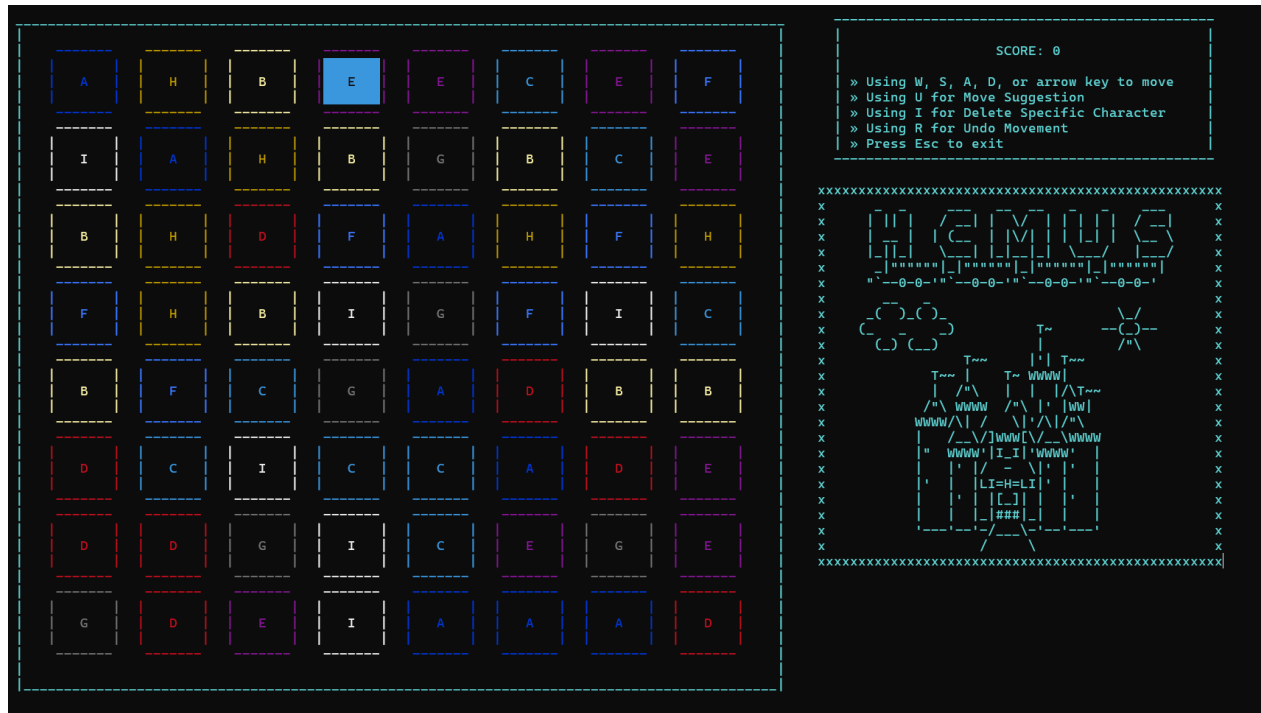 A H B E E C E F
I A H B G B C E
B H D F A H F H
F H B I G F I C
B F C G A D B B
D C I C C A D E
D D G I C E G E
G D E I A A A D
SCORE: 0
» Using W, S, A, D, or arrow key to move
» Using U for Move Suggestion
» Using I for Delete Specific Character
» Using R for Undo Movement
» Press Esc to exit
HCMUS